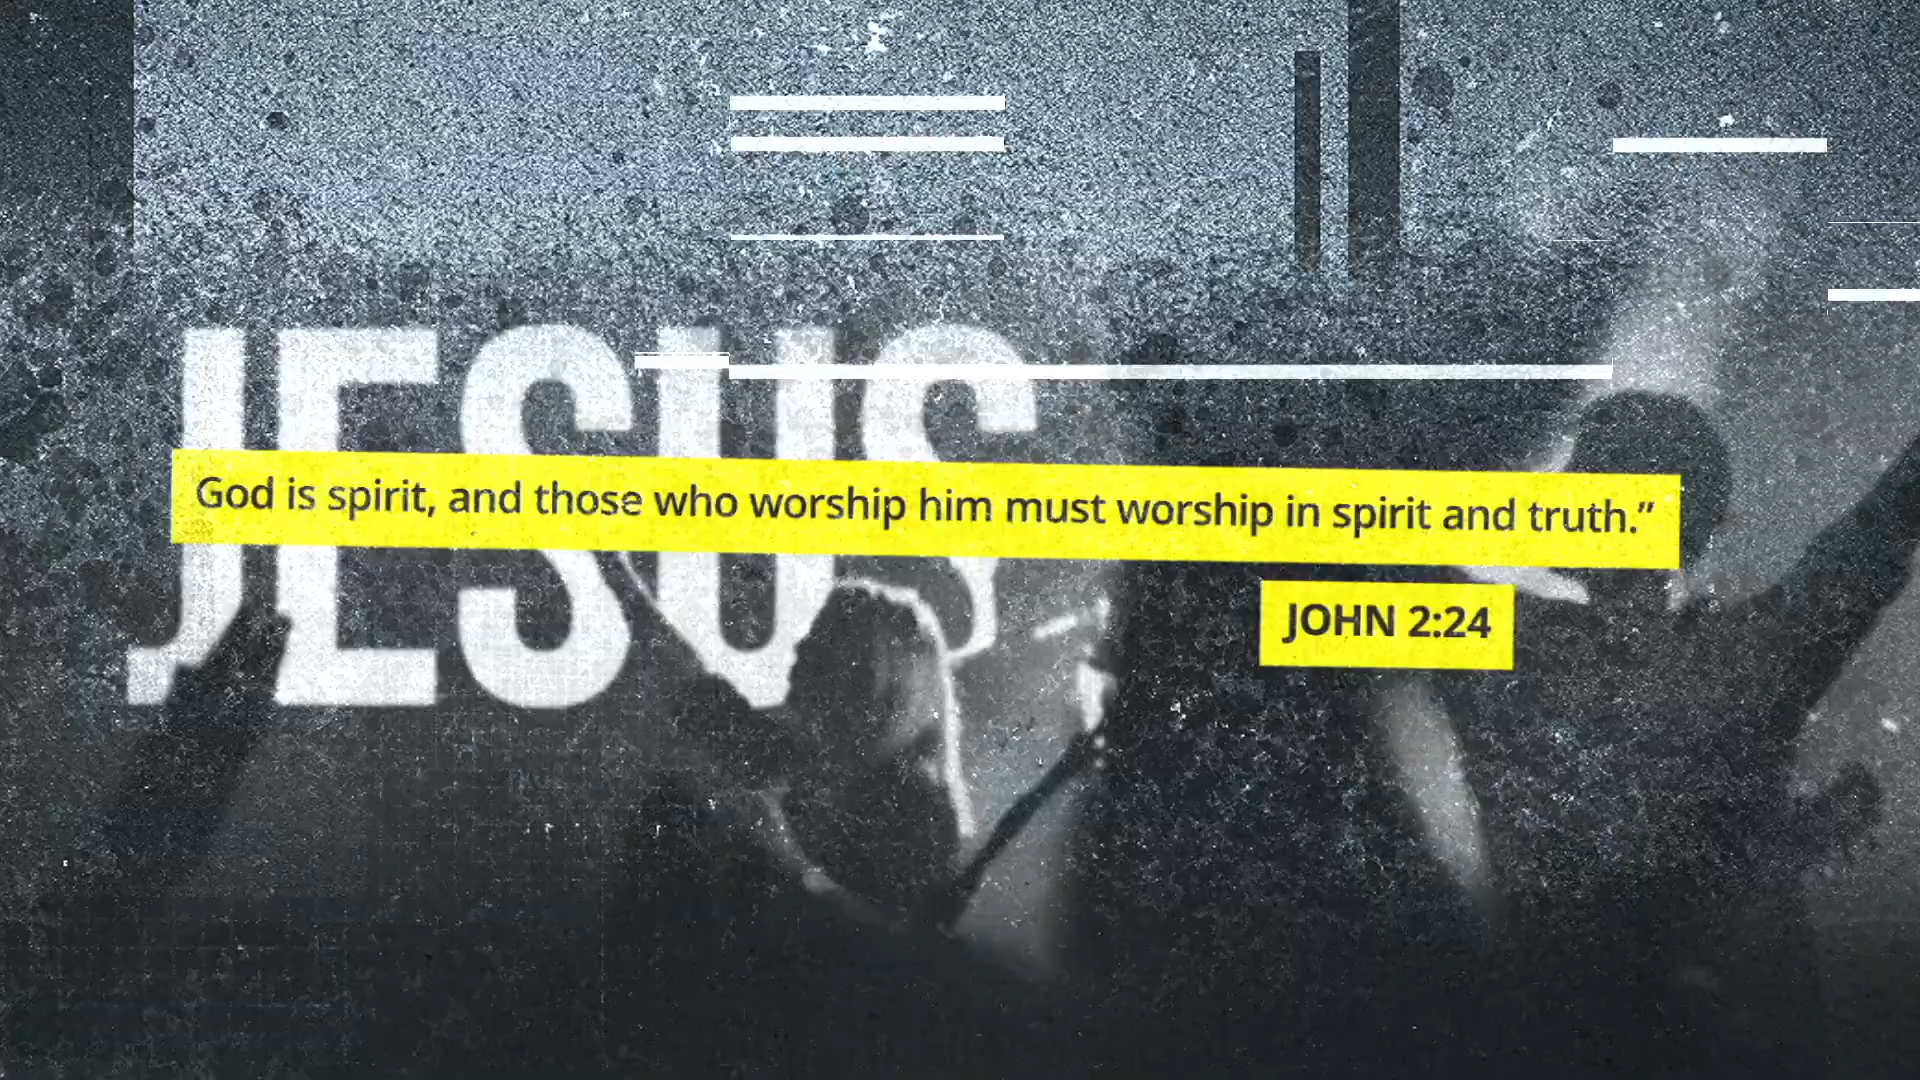 JESUS
God is spirit, and those who worship him must worship in spirit and truth.”
JOHN 2:24